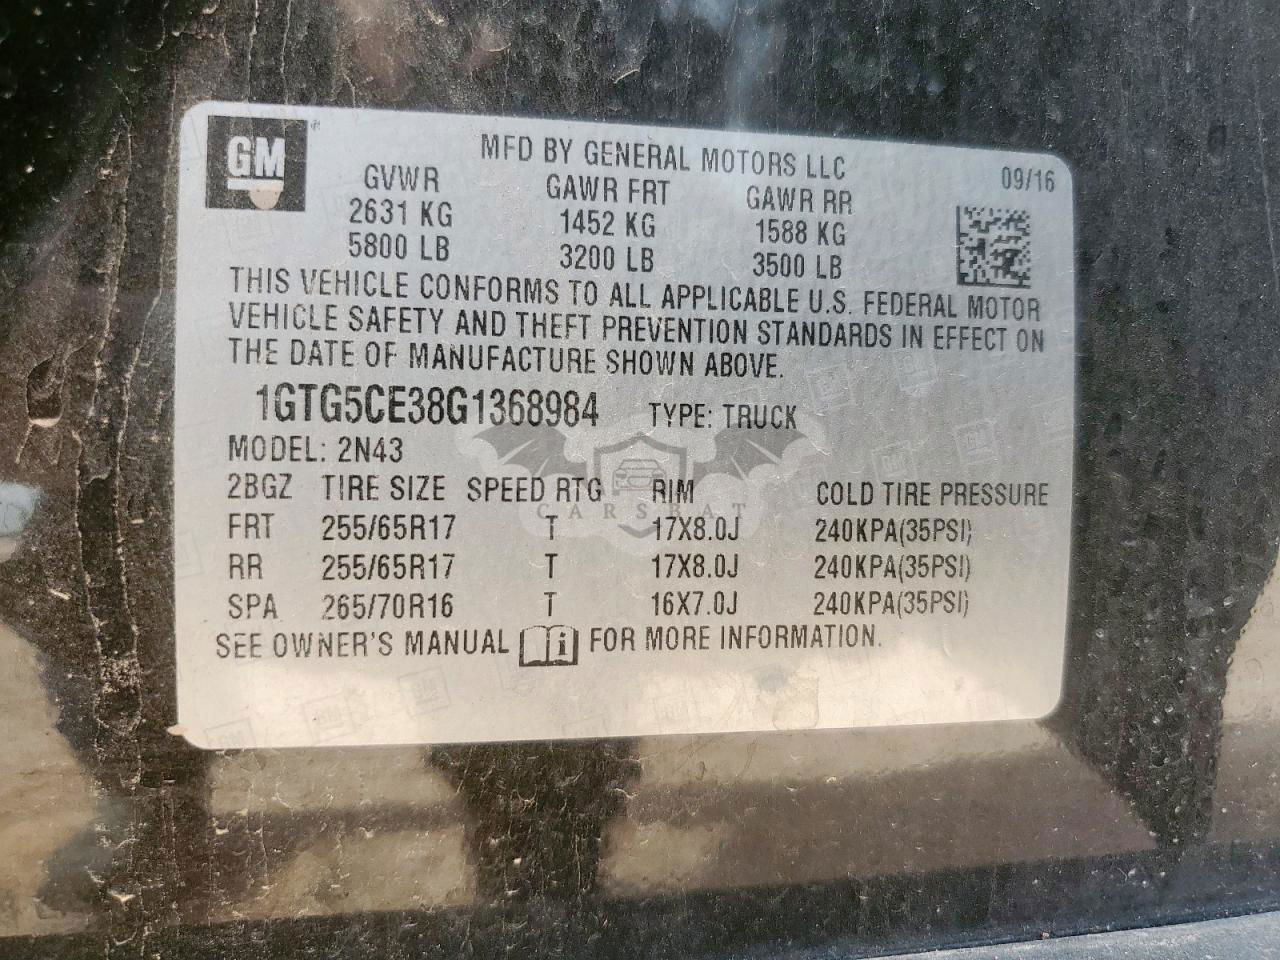 GM
MFD BY GENERAL MOTORS LLC
09/16
GVWR GAWR FRT GAWR RR
2631 KG 1452 KG 1588 KG
5800 LB 3200 LB 3500 LB
THIS VEHICLE CONFORMS TO ALL APPLICABLE U.S. FEDERAL MOTOR
VEHICLE SAFETY AND THEFT PREVENTION STANDARDS IN EFFECT ON
THE DATE OF MANUFACTURE SHOWN ABOVE.
1GTG5CE38G1368984 TYPE: TRUCK
MODEL: 2N43
2BGZ TIRE SIZE SPEED RTG RIM COLD TIRE PRESSURE
CARSBAT
FRT 255/65R17 T 17X8.0J 240KPA(35PSI)
RR 255/65R17 T 17X8.0J 240KPA(35PSI)
SPA 265/70R16 T 16X7.0J 240KPA(35PSI)
SEE OWNER'S MANUAL i FOR MORE INFORMATION.